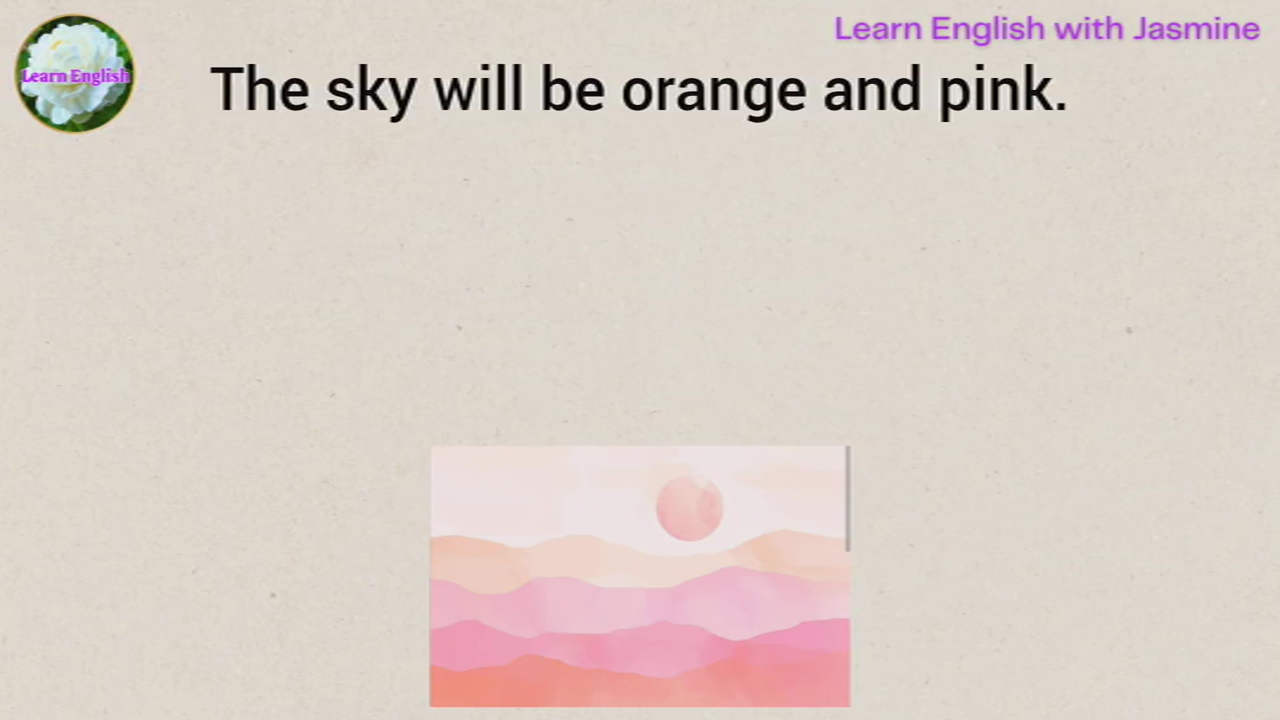 Learn English with Jasmine
Learn English
The sky will be orange and pink.